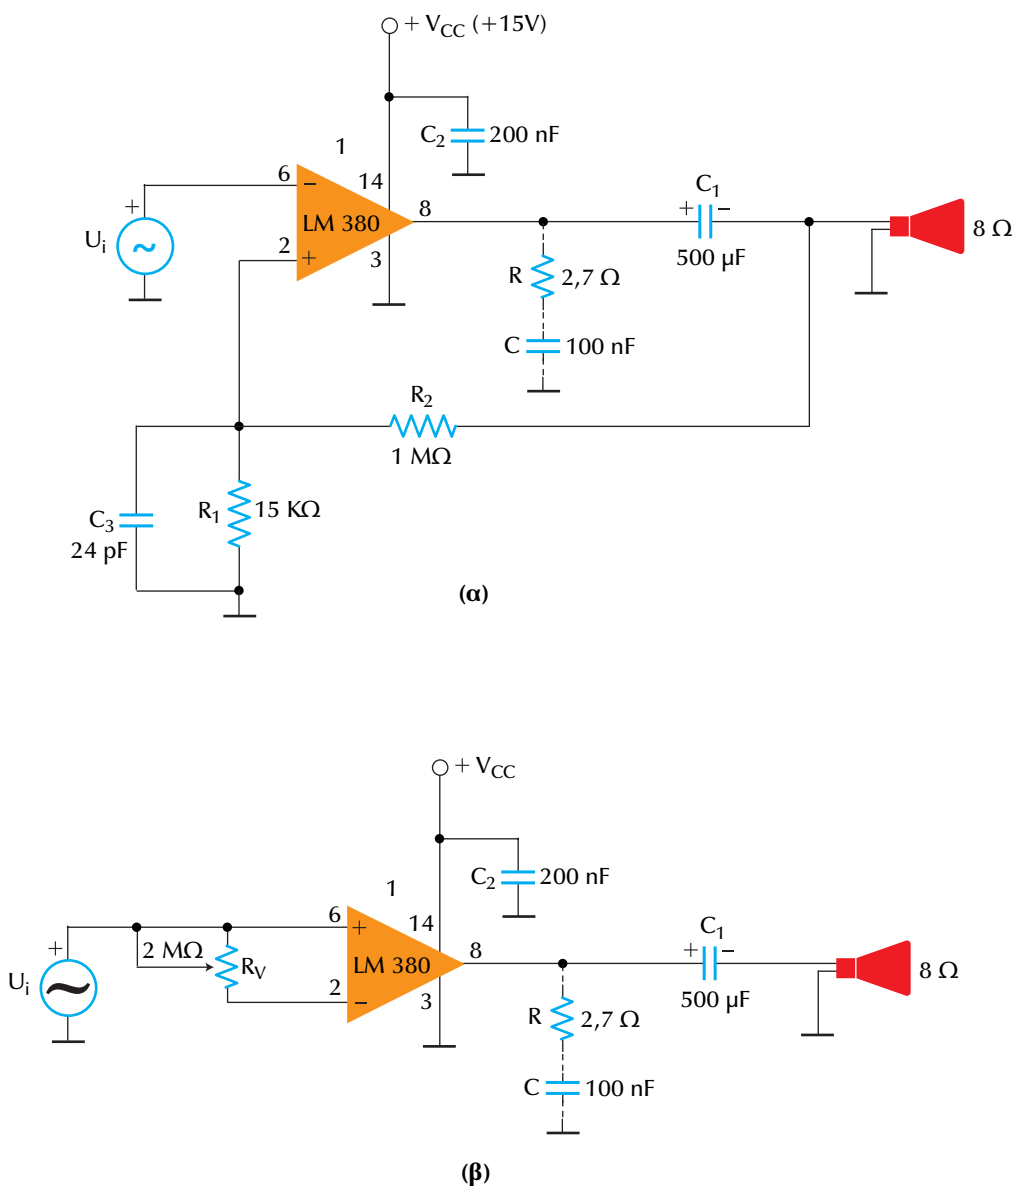 + V_CC (+15V)
C_2 200 nF
1
6 − 14
LM 380 8
+ U_i ~
2 + 3
C_1
+ −
500 μF
8 Ω
R 2,7 Ω
C 100 nF
R_2
1 MΩ
R_1 15 KΩ
C_3
24 pF
(α)
+ V_CC
C_2 200 nF
1
6 + 14
LM 380 8
+ U_i
2 MΩ
R_V
2 − 3
C_1
+ −
500 μF
8 Ω
R 2,7 Ω
C 100 nF
(β)